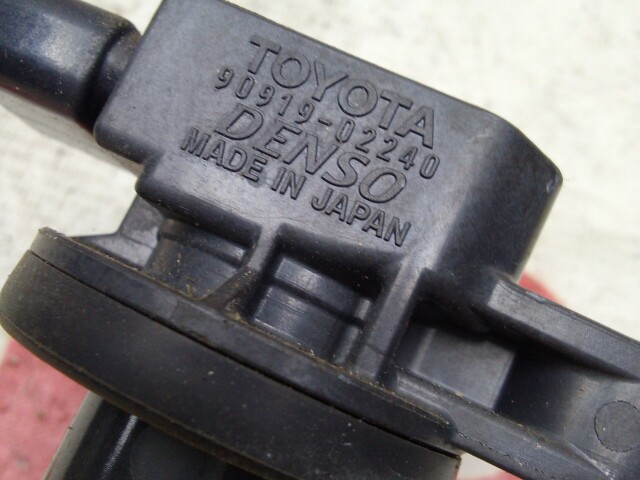 TOYOTA
90919-02240
DENSO
MADE IN JAPAN